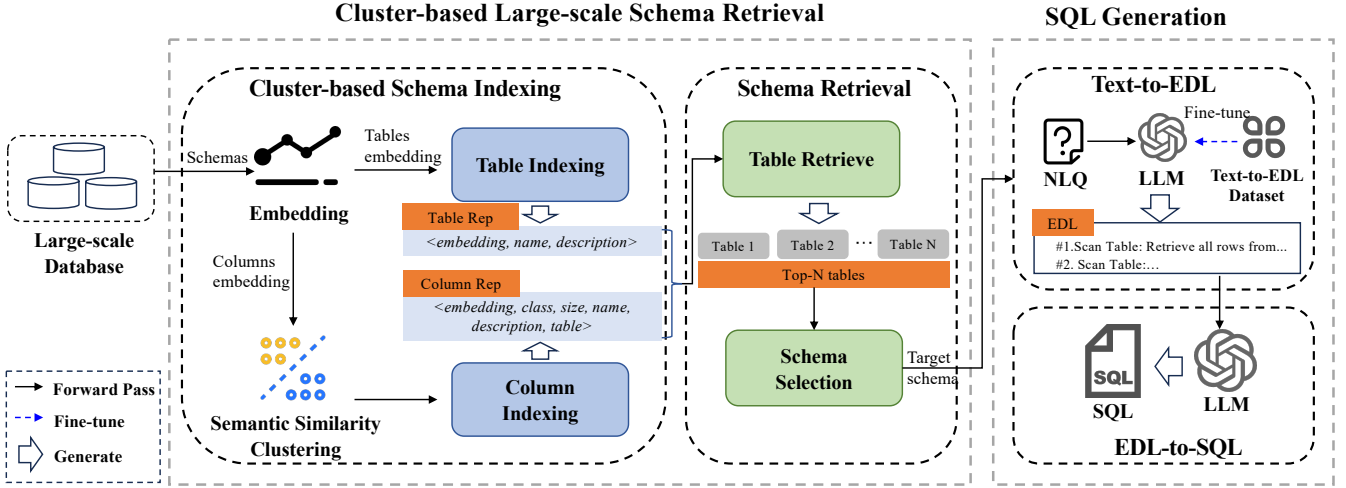 Cluster-based Large-scale Schema Retrieval
SQL Generation
Cluster-based Schema Indexing
Schema Retrieval
Text-to-EDL
Large-scale
Database
Schemas
Embedding
Tables
embedding
Table Indexing
Table Rep
<embedding, name, description>
Columns
embedding
Column Rep
<embedding, class, size, name,
description, table>
Semantic Similarity
Clustering
Column
Indexing
Table Retrieve
Table 1
Table 2
...
Table N
Top-N tables
Schema
Selection
Target
schema
Fine-tune
NLQ
LLM
Text-to-EDL
Dataset
EDL
#1.Scan Table: Retrieve all rows from...
#2. Scan Table:...
SQL
SQL
LLM
EDL-to-SQL
Forward Pass
Fine-tune
Generate